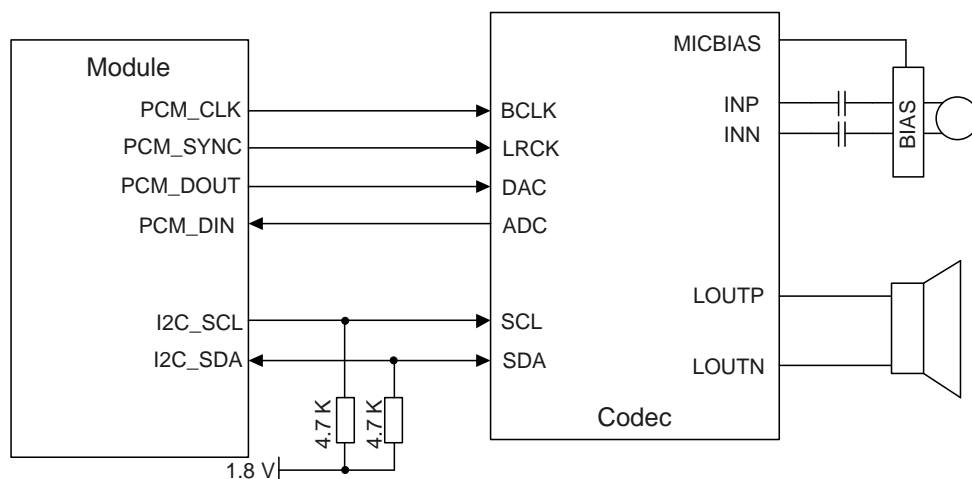 Module
PCM_CLK
PCM_SYNC
PCM_DOUT
PCM_DIN
I2C_SCL
I2C_SDA
4.7 K
4.7 K
1.8 V
BCLK
LRCK
DAC
ADC
SCL
SDA
Codec
MICBIAS
INP
INN
LOUTP
LOUTN
BIAS